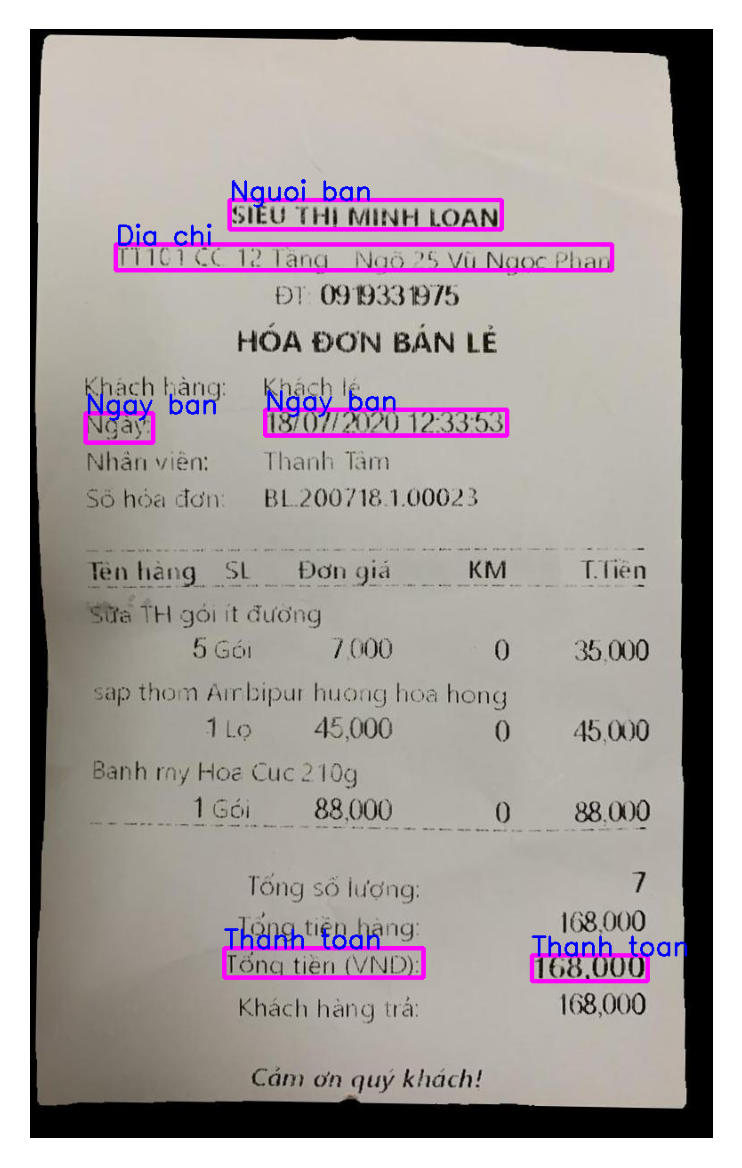 Nguoi ban
SIÊU THỊ MINH LOAN
Dia chi
TT101 CC 12 Tầng Ngõ 25 Vũ Ngọc Phan
ĐT: 0919331975
HÓA ĐƠN BÁN LẺ
Khách hàng: Khách lẻ
Ngay ban Ngay ban
Ngày: 18/07/2020 12:33:53
Nhân viên: Thanh Tâm
Số hóa đơn: BL.200718.1.00023
Tên hàng SL Đơn giá KM T.Tiền
Sữa TH gói ít đường
5 Gói 7,000 0 35,000
sap thom Ambipur huong hoa hong
1 Lọ 45,000 0 45,000
Banh my Hoa Cuc 210g
1 Gói 88,000 0 88,000
Tổng số lượng: 7
Tổng tiền hàng: 168,000
Thanh toan Thanh toan
Tổng tiền (VND): 168,000
Khách hàng trả: 168,000
Cảm ơn quý khách!